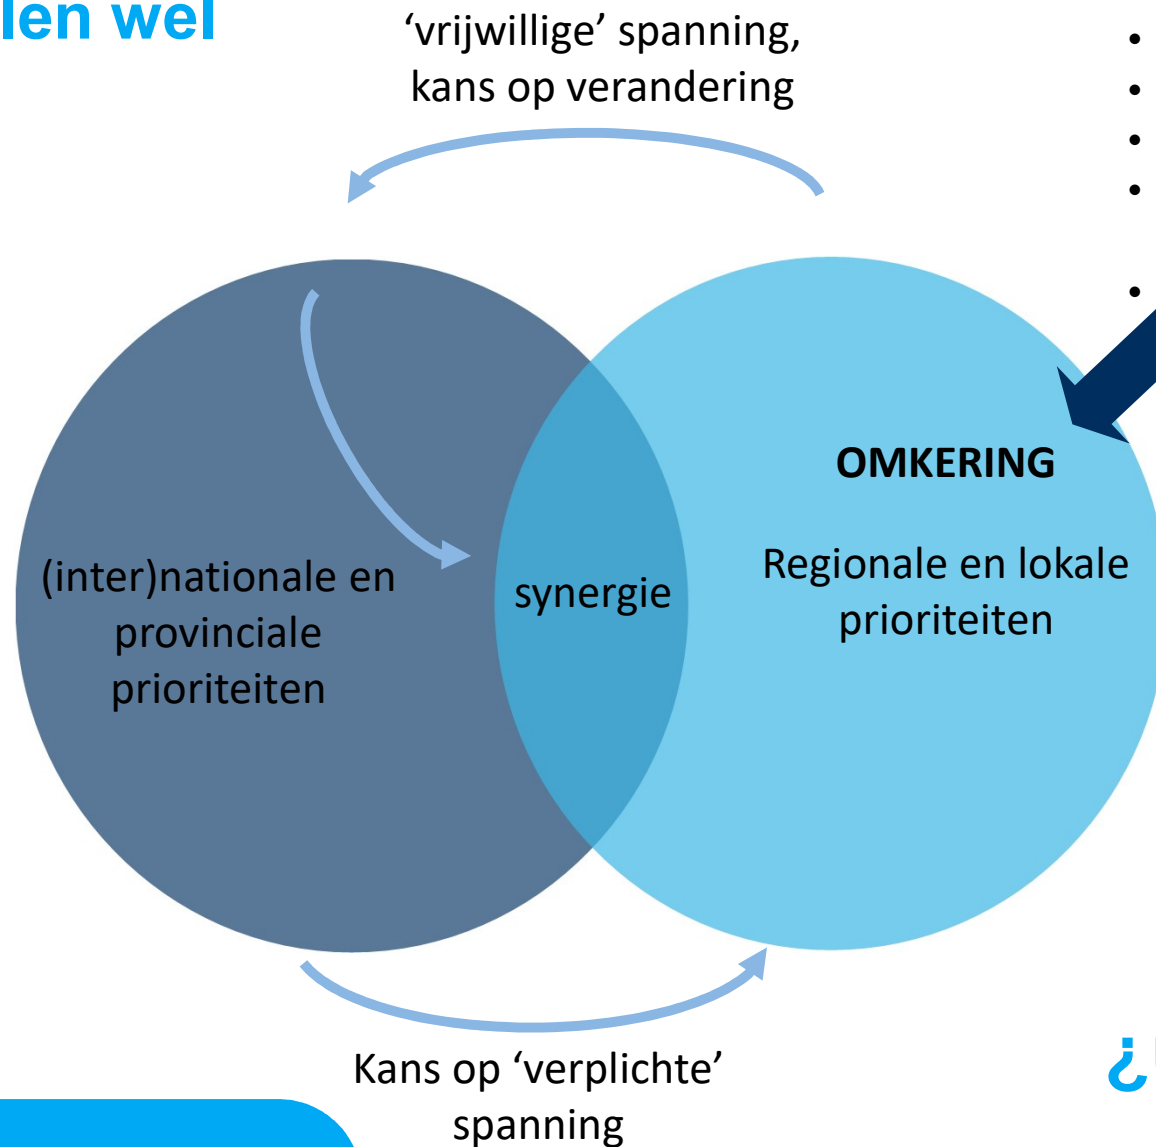 wel
‘vrijwillige’ spanning,
kans op verandering
OMKERING
(inter)nationale en
provinciale
prioriteiten
synergie
Regionale en lokale
prioriteiten
Kans op ‘verplichte’
spanning
¿